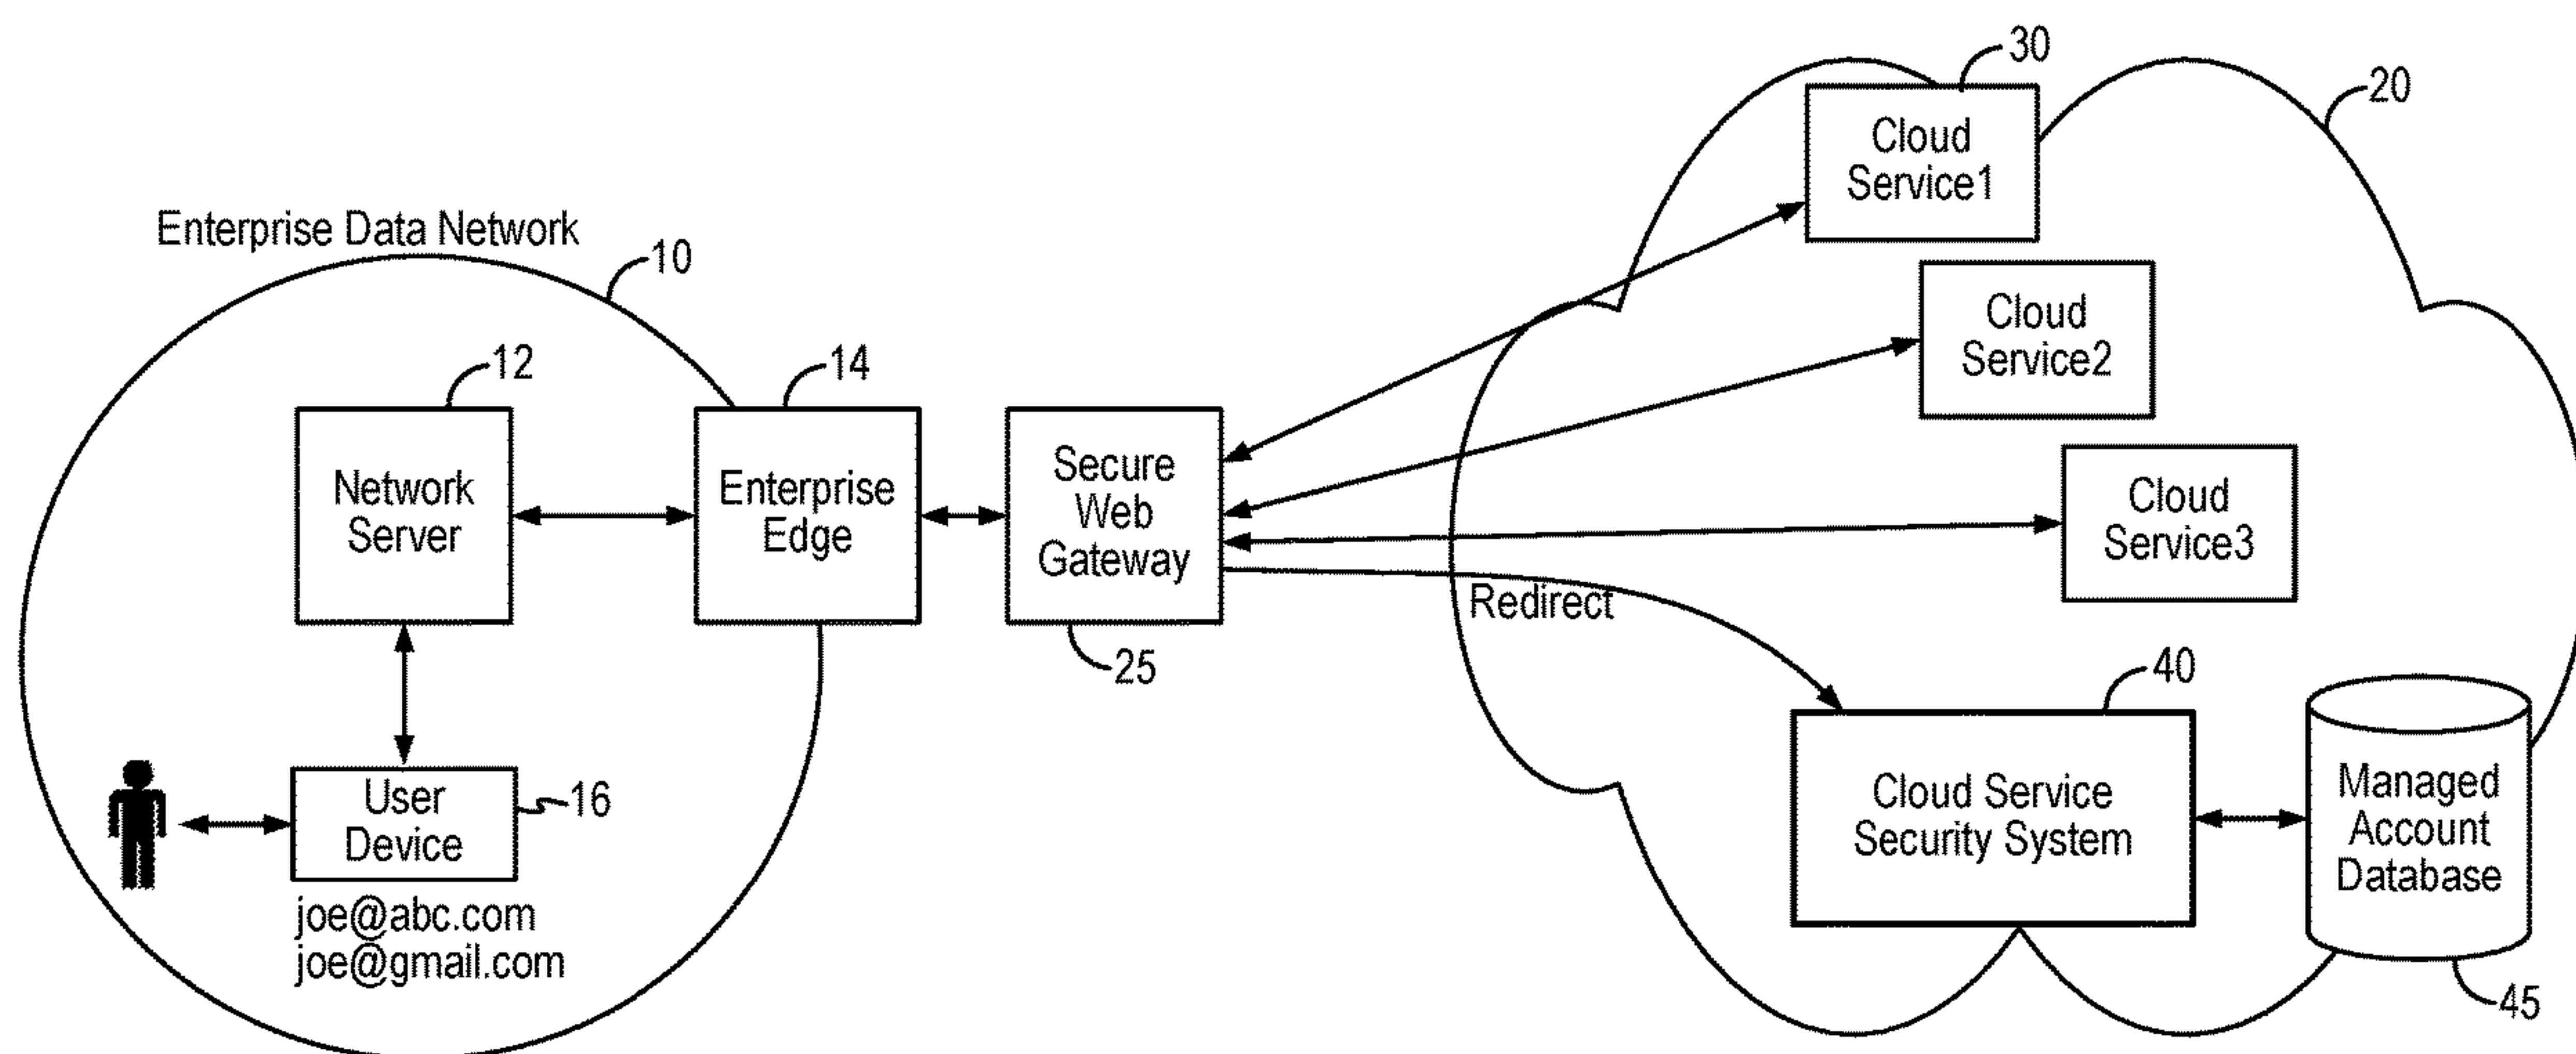 30
20
Cloud
Service1
Enterprise Data Network
10
Cloud
Service2
12
14
Network
Server
Enterprise
Edge
Secure
Web
Gateway
Cloud
Service3
Redirect
25
40
User
Device
16
Cloud Service
Security System
Managed
Account
Database
joe@abc.com
joe@gmail.com
45